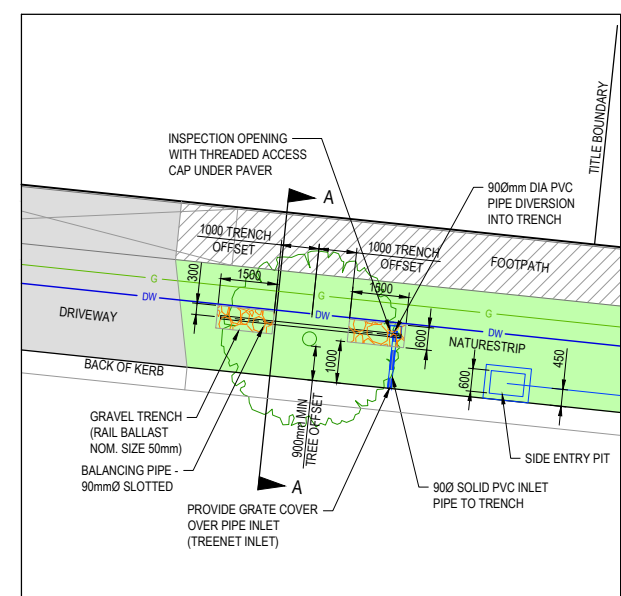 TITLE BOUNDARY
INSPECTION OPENING
WITH THREADED ACCESS
CAP UNDER PAVER
A
90Ømm DIA PVC
PIPE DIVERSION
INTO TRENCH
1000 TRENCH
OFFSET
1000 TRENCH
OFFSET
FOOTPATH
300
1500
1500
G
G
DW
DW
DRIVEWAY
NATURESTRIP
600
1000
600
450
BACK OF KERB
900mm MIN
TREE OFFSET
GRAVEL TRENCH
(RAIL BALLAST
NOM. SIZE 50mm)
BALANCING PIPE -
90mmØ SLOTTED
A
SIDE ENTRY PIT
PROVIDE GRATE COVER
OVER PIPE INLET
(TREENET INLET)
90Ø SOLID PVC INLET
PIPE TO TRENCH